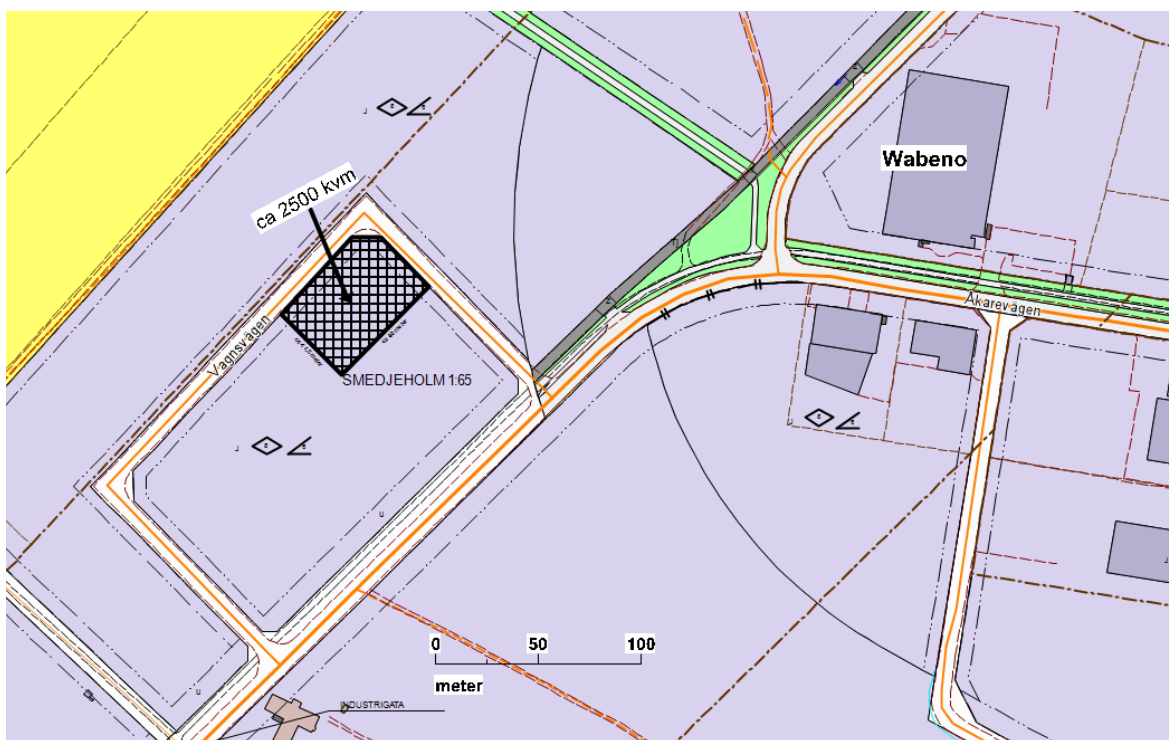 Wabeno
ca 2500 kvm
Åkarevägen
Vagnsvägen
SMEDJEHOLM 1:65
0 50 100
meter
INDUSTRIGATA